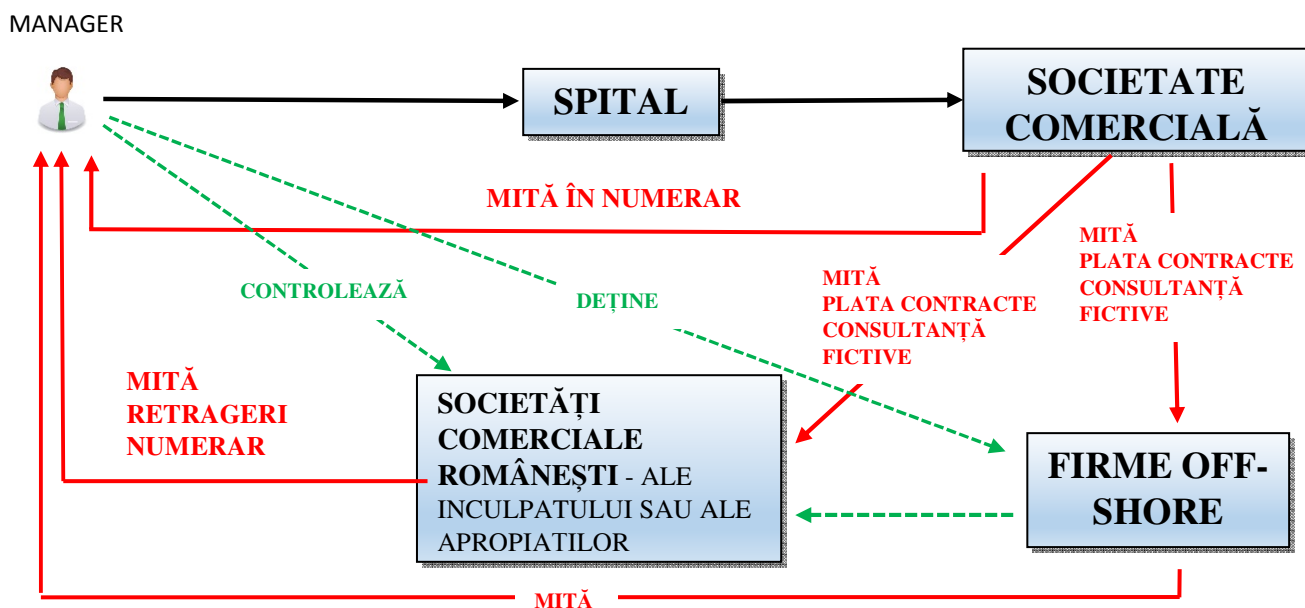 MANAGER
SPITAL
SOCIETATE
COMERCIALĂ
MITĂ ÎN NUMERAR
CONTROLEAZĂ
DEȚINE
MITĂ
PLATA CONTRACTE
CONSULTANȚĂ
FICTIVE
MITĂ
PLATA CONTRACTE
CONSULTANȚĂ
FICTIVE
MITĂ
RETRAGERI
NUMERAR
SOCIETĂȚI
COMERCIALE
ROMÂNEȘTI - ALE
INCULPATULUI SAU ALE
APROPIATILOR
FIRME OFF-
SHORE
MITĂ